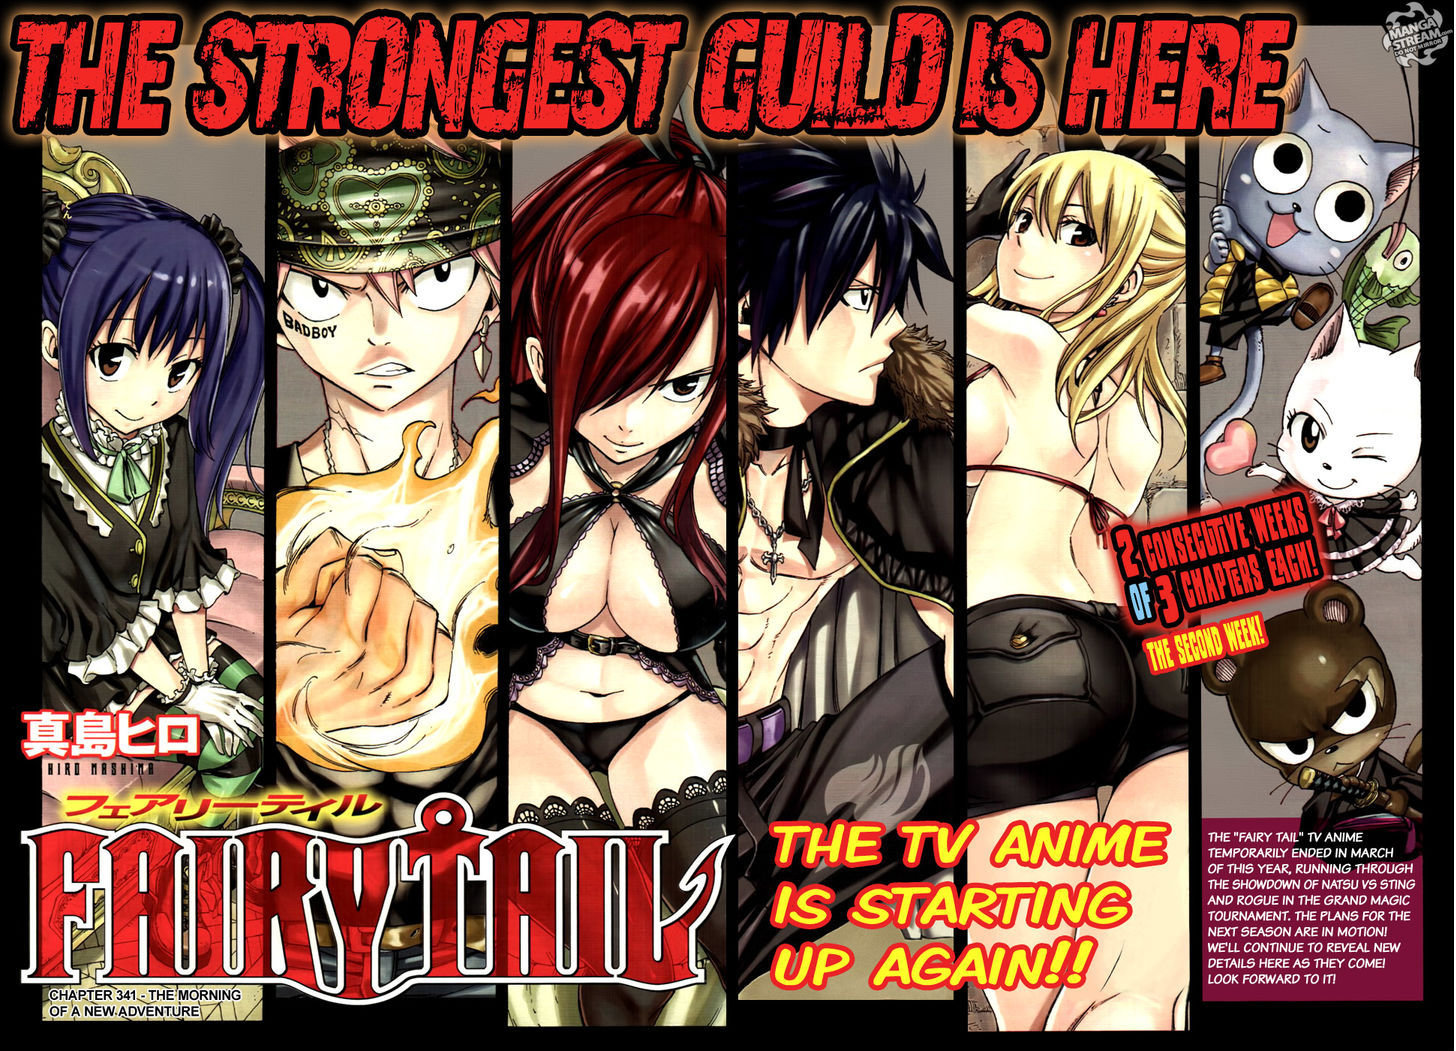 THE STRONGEST GUILD IS HERE
MANGA
STREAM.com
DO NOT MIRROR
BADBOY
2 CONSECUTIVE WEEKS
OF 3 CHAPTERS EACH!
THE SECOND WEEK!
真島ヒロ
HIRO MASHIMA
フェアリーテイル
FAIRY TAIL
CHAPTER 341 - THE MORNING
OF A NEW ADVENTURE
THE TV ANIME
IS STARTING
UP AGAIN!!
THE "FAIRY TAIL" TV ANIME
TEMPORARILY ENDED IN MARCH
OF THIS YEAR, RUNNING THROUGH
THE SHOWDOWN OF NATSU VS STING
AND ROGUE IN THE GRAND MAGIC
TOURNAMENT. THE PLANS FOR THE
NEXT SEASON ARE IN MOTION!
WE'LL CONTINUE TO REVEAL NEW
DETAILS HERE AS THEY COME!
LOOK FORWARD TO IT!